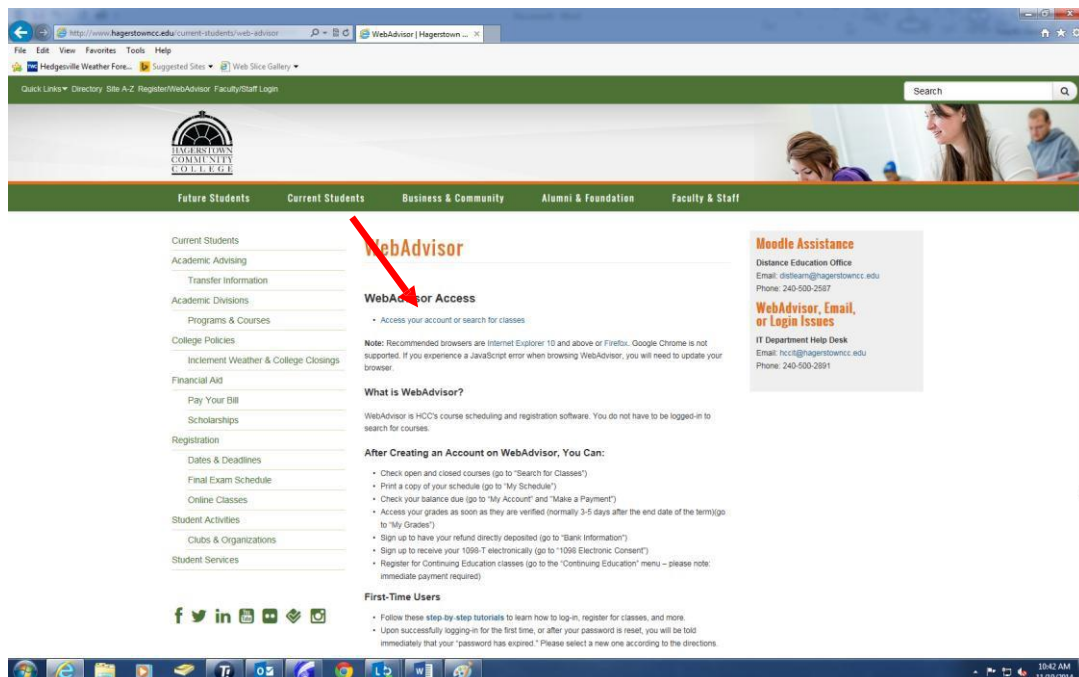 http://www.hagerstowncc.edu/current-students/web-advisor
WebAdvisor | Hagerstown ...
File Edit View Favorites Tools Help
Hedgesville Weather Fore... Suggested Sites Web Slice Gallery
Quick Links Directory Site A-Z Register/WebAdvisor Faculty/Staff Login
Search
HAGERSTOWN
COMMUNITY
COLLEGE
Future Students Current Students Business & Community Alumni & Foundation Faculty & Staff
Current Students
Academic Advising
Transfer Information
Academic Divisions
Programs & Courses
College Policies
Inclement Weather & College Closings
Financial Aid
Pay Your Bill
Scholarships
Registration
Dates & Deadlines
Final Exam Schedule
Online Classes
Student Activities
Clubs & Organizations
Student Services
WebAdvisor
WebAdvisor Access
• Access your account or search for classes
Note: Recommended browsers are Internet Explorer 10 and above or Firefox. Google Chrome is not
supported. If you experience a JavaScript error when browsing WebAdvisor, you will need to update your
browser.
What is WebAdvisor?
WebAdvisor is HCC's course scheduling and registration software. You do not have to be logged-in to
search for courses.
After Creating an Account on WebAdvisor, You Can:
• Check open and closed courses (go to "Search for Classes")
• Print a copy of your schedule (go to "My Schedule")
• Check your balance due (go to "My Account" and "Make a Payment")
• Access your grades as soon as they are verified (normally 3-5 days after the end date of the term)(go
to "My Grades")
• Sign up to have your refund directly deposited (go to "Bank Information")
• Sign up to receive your 1098-T electronically (go to "1098 Electronic Consent")
• Register for Continuing Education classes (go to the "Continuing Education" menu – please note:
immediate payment required)
First-Time Users
• Follow these step-by-step tutorials to learn how to log-in, register for classes, and more.
• Upon successfully logging-in for the first time, or after your password is reset, you will be told
immediately that your "password has expired." Please select a new one according to the directions.
Moodle Assistance
Distance Education Office
Email: distlearn@hagerstowncc.edu
Phone: 240-500-2587
WebAdvisor, Email,
or Login Issues
IT Department Help Desk
Email: hccit@hagerstowncc.edu
Phone: 240-500-2891
10:42 AM